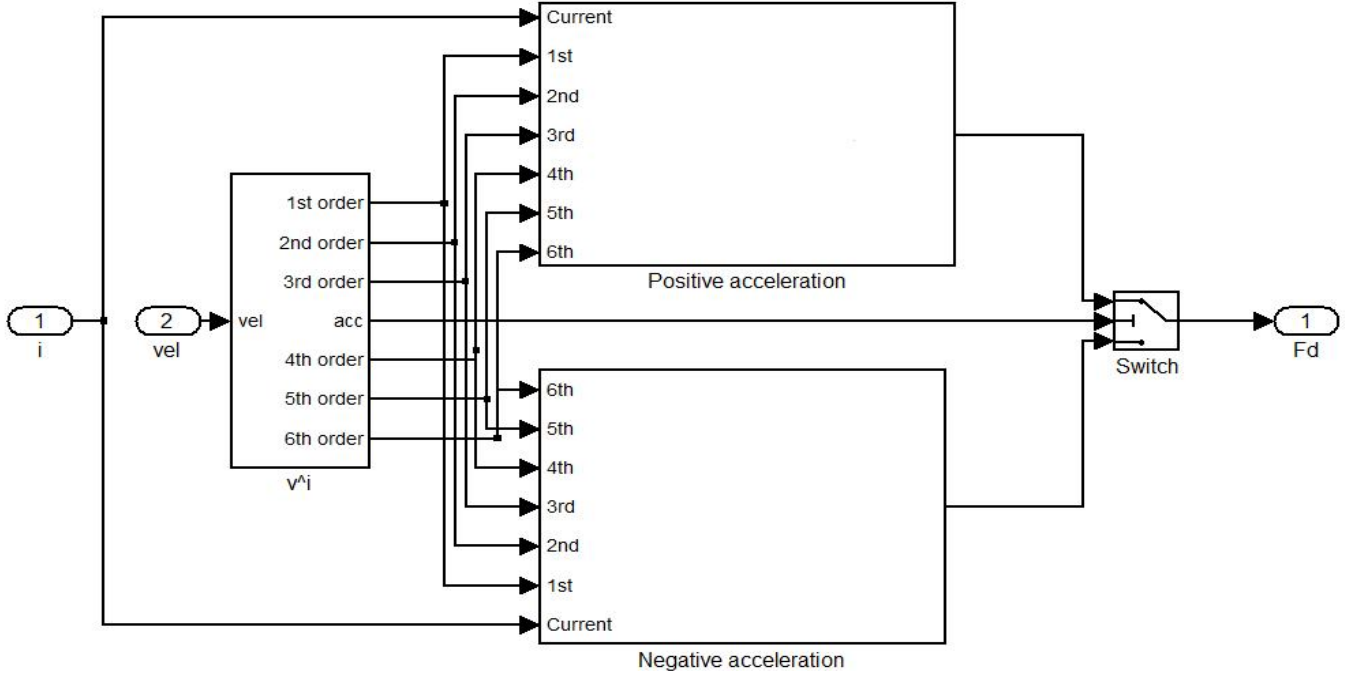 Current
1st
2nd
3rd
4th
5th
6th
Positive acceleration
1st order
2nd order
3rd order
vel
acc
4th order
5th order
6th order
v^i
1
i
2
vel
Switch
1
Fd
6th
5th
4th
3rd
2nd
1st
Current
Negative acceleration